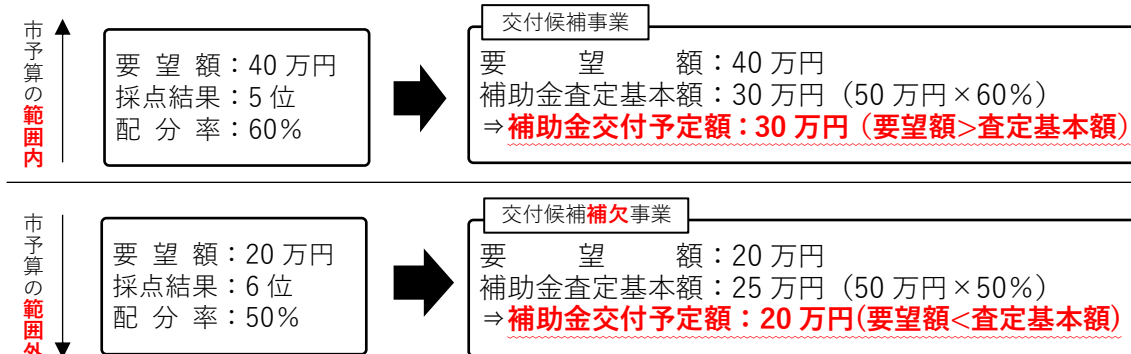 市予算の範囲内
要 望 額：40 万円
採点結果：5 位
配 分 率：60%
交付候補事業
要 望 額：40 万円
補助金査定基本額：30 万円（50 万円×60％）
⇒補助金交付予定額：30 万円（要望額>査定基本額）
市予算の範囲外
要 望 額：20 万円
採点結果：6 位
配 分 率：50%
交付候補補欠事業
要 望 額：20 万円
補助金査定基本額：25 万円（50 万円×50％）
⇒補助金交付予定額：20 万円(要望額<査定基本額)